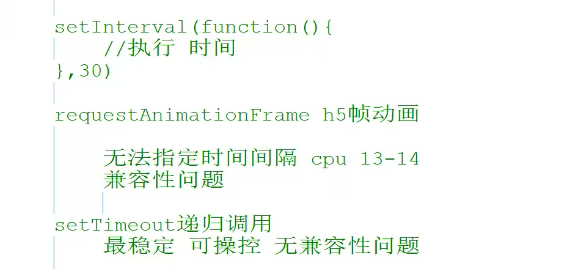 setInterval(function(){
//执行 时间
},30)
requestAnimationFrame h5帧动画
无法指定时间间隔 cpu 13-14
兼容性问题
setTimeout递归调用
最稳定 可操控 无兼容性问题